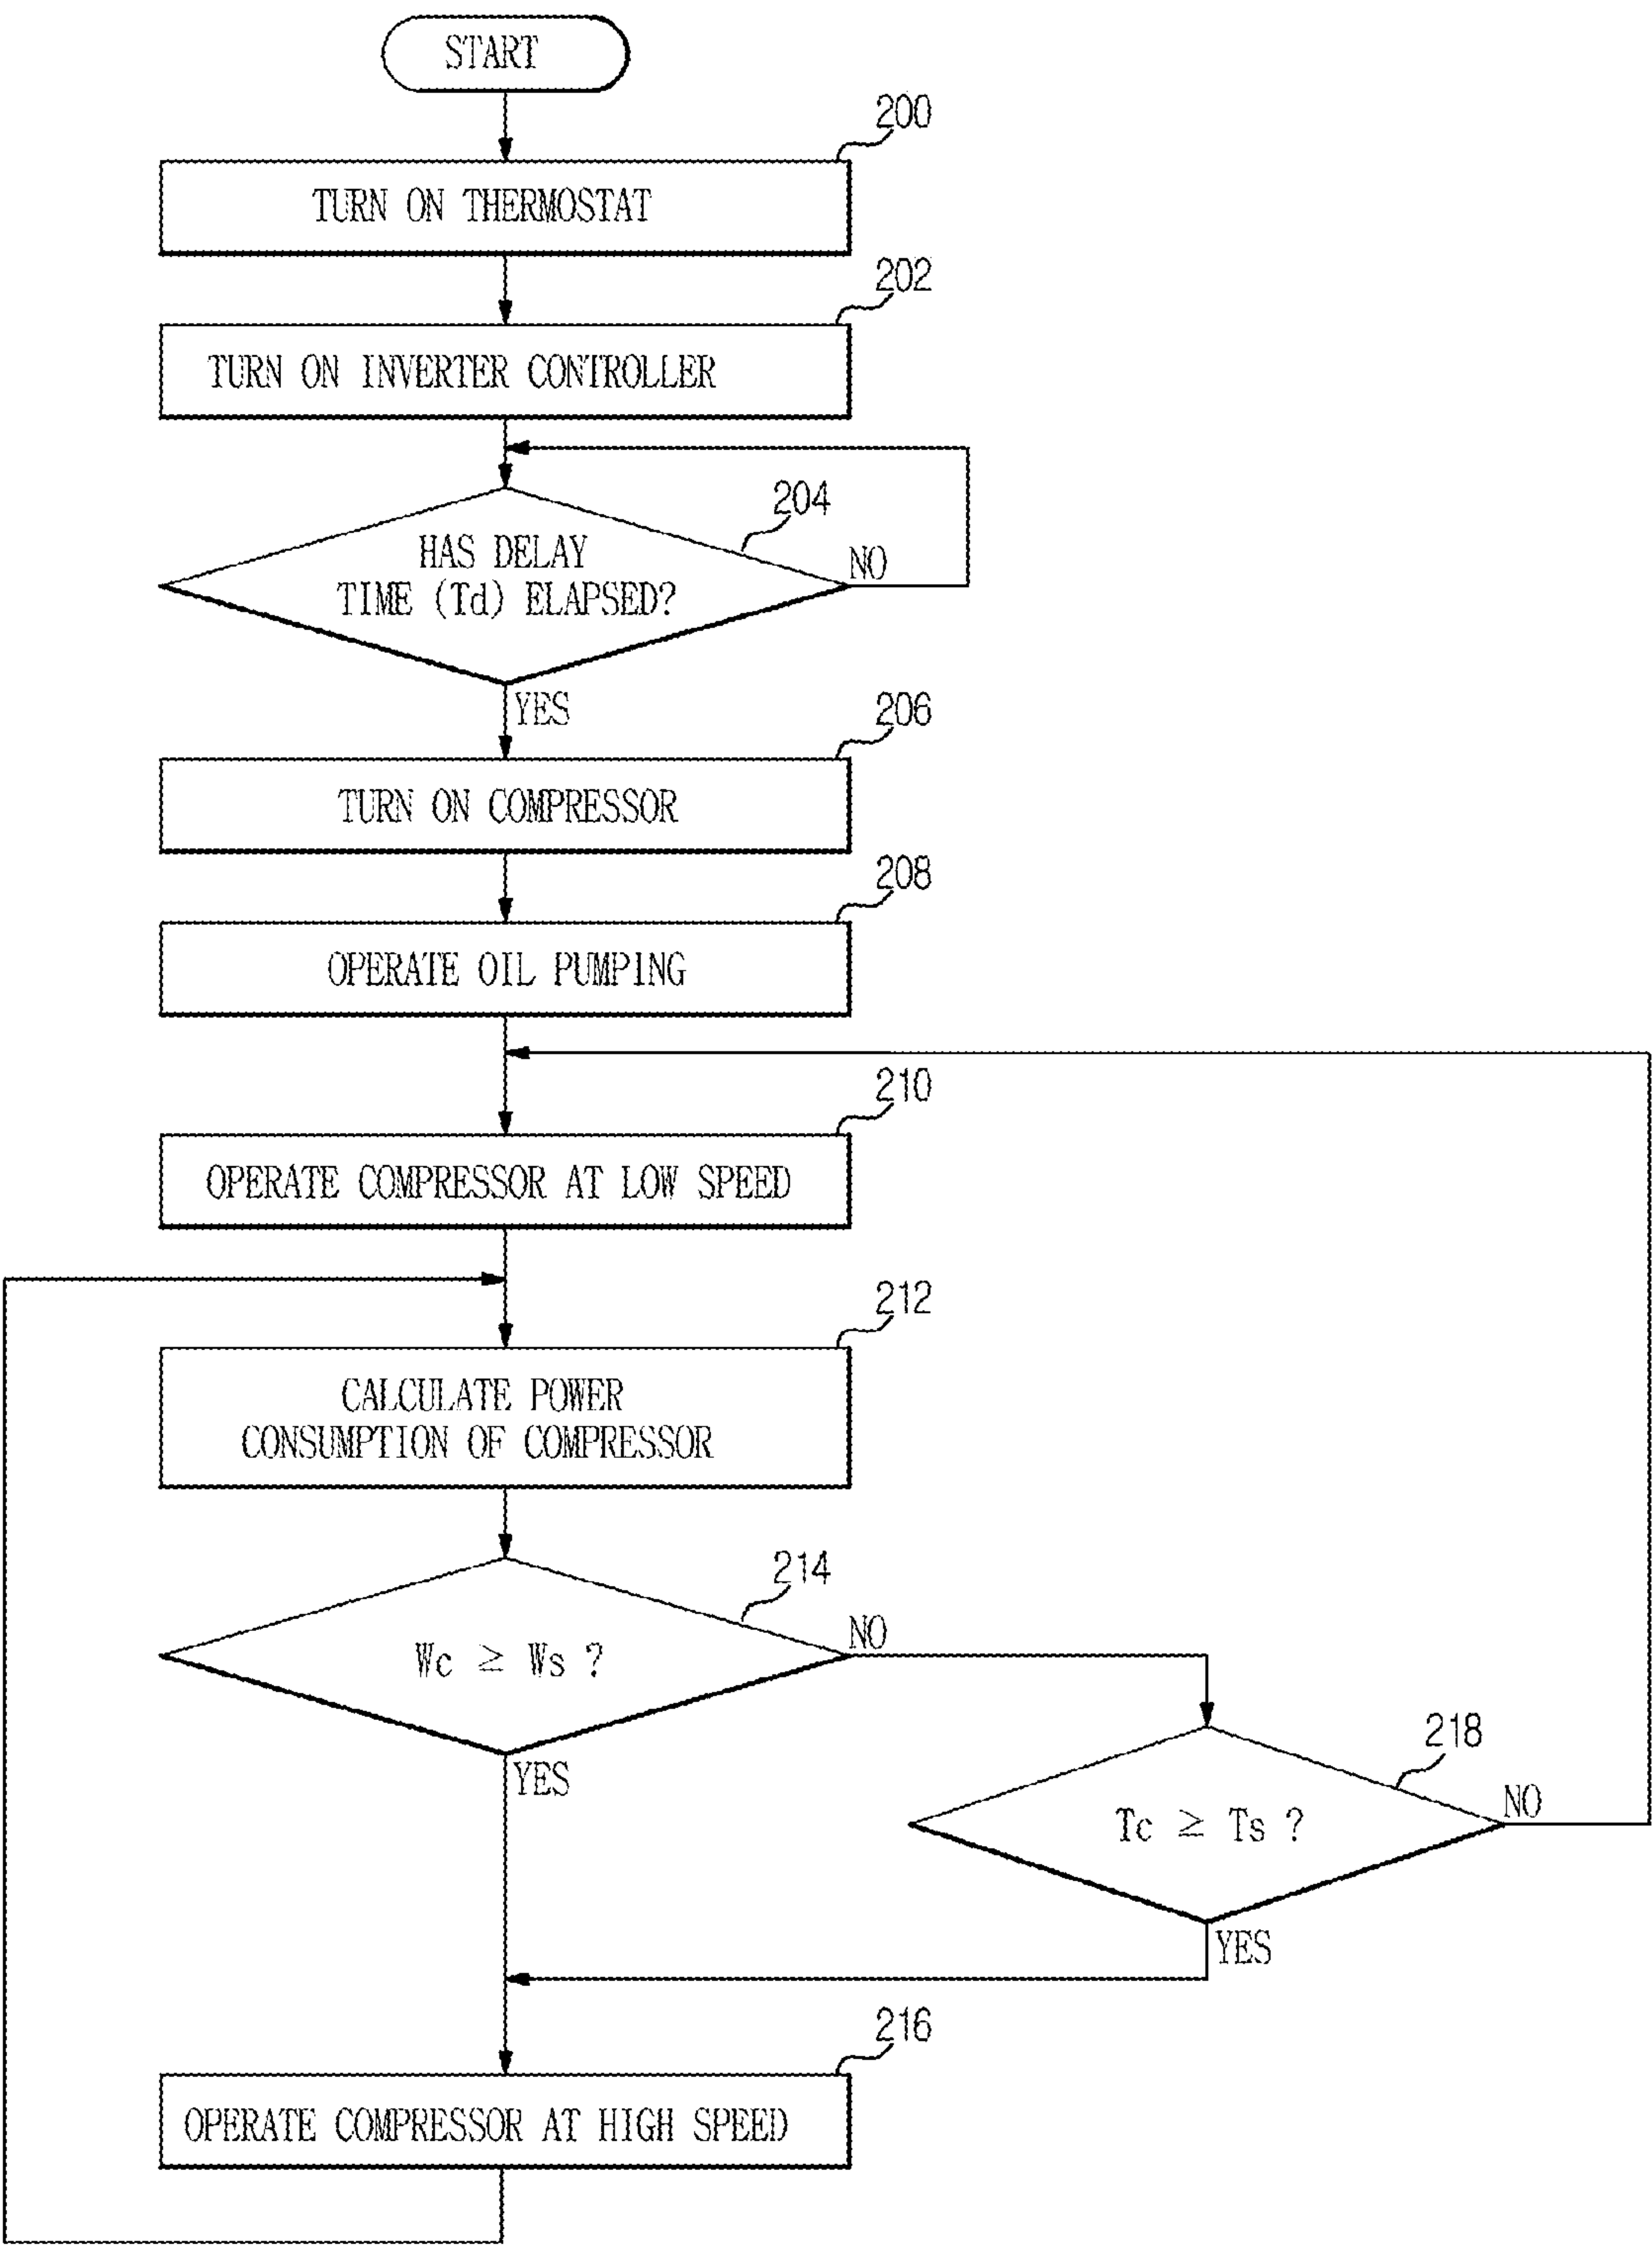 START
200
TURN ON THERMOSTAT
202
TURN ON INVERTER CONTROLLER
204
HAS DELAY
TIME (Td) ELAPSED?
NO
YES
206
TURN ON COMPRESSOR
208
OPERATE OIL PUMPING
210
OPERATE COMPRESSOR AT LOW SPEED
212
CALCULATE POWER
CONSUMPTION OF COMPRESSOR
214
Wc ≥ Ws ?
NO
YES
218
Tc ≥ Ts ?
NO
YES
216
OPERATE COMPRESSOR AT HIGH SPEED